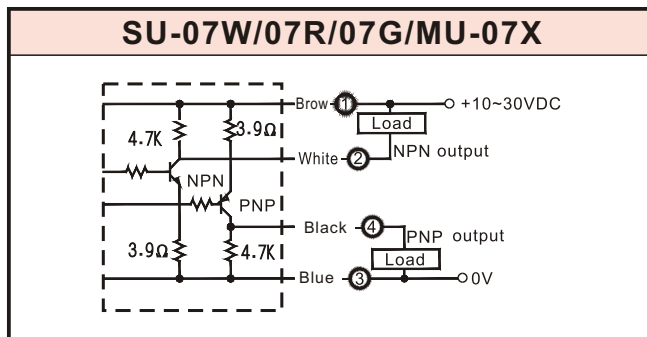 SU-07W/07R/07G/MU-07X
Brow 1 +10~30VDC
4.7K 3.9Ω Load
White 2 NPN output
NPN
PNP Black 4 PNP output
3.9Ω 4.7K Load
Blue 3 0V